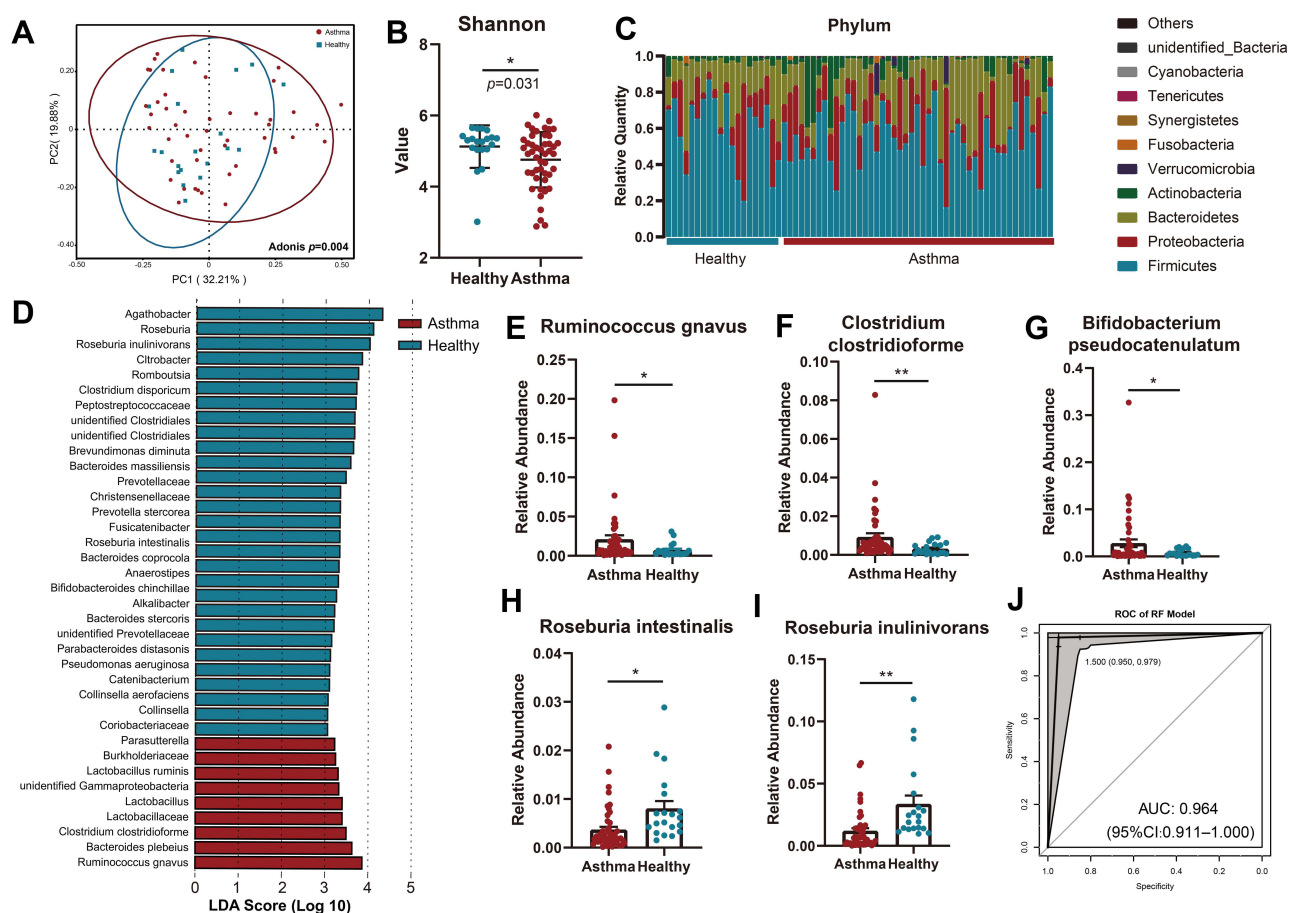 A
Asthma
Healthy
0.20
0
-0.20
-0.40
PC2( 19.88% )
-0.50
-0.25
0
0.25
0.50
PC1 ( 32.21% )
Adonis p=0.004
B
Shannon
*
p=0.031
8
6
4
2
Value
Healthy Asthma
C
Phylum
1.0
0.8
0.6
0.4
0.2
0.0
Relative Quantity
Healthy
Asthma
Others
unidentified_Bacteria
Cyanobacteria
Tenericutes
Synergistetes
Fusobacteria
Verrucomicrobia
Actinobacteria
Bacteroidetes
Proteobacteria
Firmicutes
D
Asthma
Healthy
Agathobacter
Roseburia
Roseburia inulinivorans
Cltrobacter
Romboutsia
Clostridium disporicum
Peptostreptococcaceae
unidentified Clostridiales
unidentified Clostridiales
Brevundimonas diminuta
Bacteroides massiliensis
Prevotellaceae
Christensenellaceae
Prevotella stercorea
Fusicatenibacter
Roseburia intestinalis
Bacteroides coprocola
Anaerostipes
Bifidobacteroides chinchillae
Alkalibacter
Bacteroides stercoris
unidentified Prevotellaceae
Parabacteroides distasonis
Pseudomonas aeruginosa
Catenibacterium
Collinsella aerofaciens
Collinsella
Coriobacteriaceae
Parasutterella
Burkholderiaceae
Lactobacillus ruminis
unidentified Gammaproteobacteria
Lactobacillus
Lactobacillaceae
Clostridium clostridioforme
Bacteroides plebeius
Ruminococcus gnavus
0
1
2
3
4
5
LDA Score (Log 10)
E
Ruminococcus gnavus
*
0.25
0.20
0.15
0.10
0.05
0.00
Relative Abundance
Asthma Healthy
F
Clostridium
clostridioforme
**
0.10
0.08
0.06
0.04
0.02
0.00
Relative Abundance
Asthma Healthy
G
Bifidobacterium
pseudocatenulatum
*
0.4
0.3
0.2
0.1
0.0
Relative Abundance
Asthma Healthy
H
Roseburia intestinalis
*
0.04
0.03
0.02
0.01
0.00
Relative Abundance
Asthma Healthy
I
Roseburia inulinivorans
**
0.15
0.10
0.05
0.00
Relative Abundance
Asthma Healthy
J
ROC of RF Model
1.0
0.8
0.6
0.4
0.2
0.0
Sensitivity
1.500 (0.950, 0.979)
AUC: 0.964
(95%CI:0.911–1.000)
1.0
0.8
0.6
0.4
0.2
0.0
Specificity